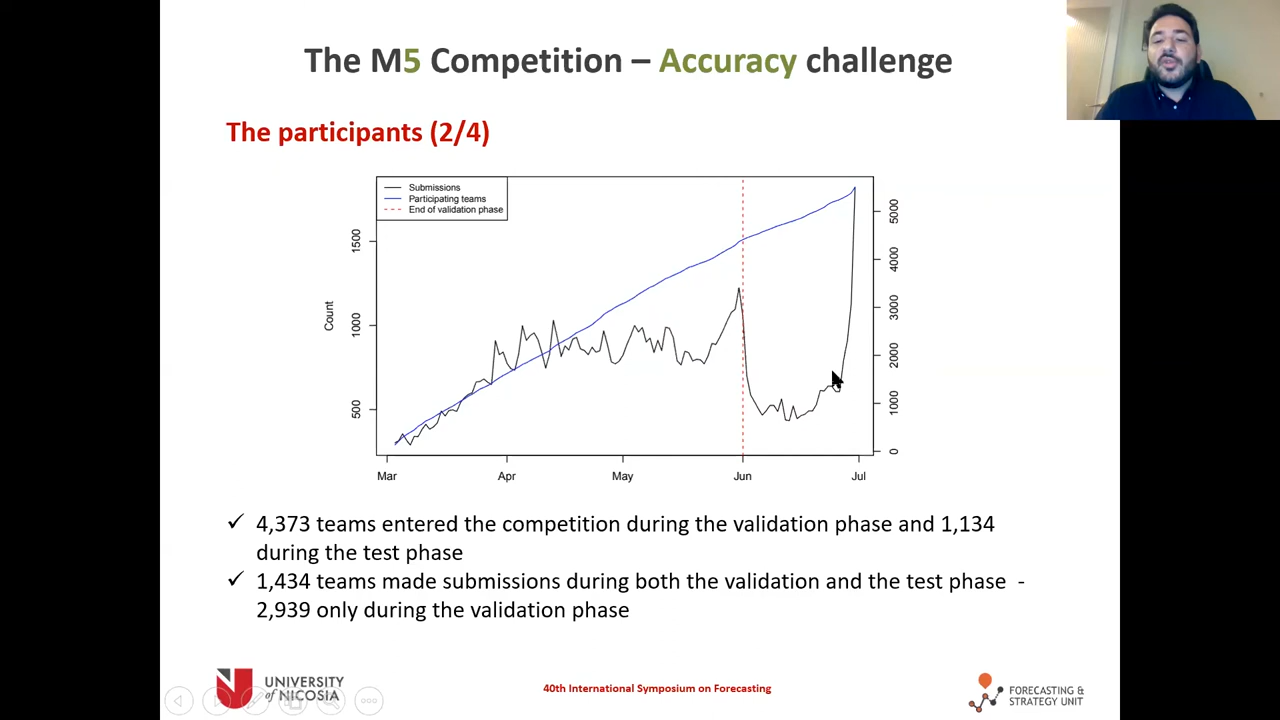 The M5 Competition – Accuracy challenge
The participants (2/4)
Submissions
Participating teams
End of validation phase
Count
500
1000
1500
0
1000
2000
3000
4000
5000
Mar
Apr
May
Jun
Jul
✓ 4,373 teams entered the competition during the validation phase and 1,134
during the test phase
✓ 1,434 teams made submissions during both the validation and the test phase -
2,939 only during the validation phase
UNIVERSITY
of NICOSIA
40th International Symposium on Forecasting
FORECASTING &
STRATEGY UNIT